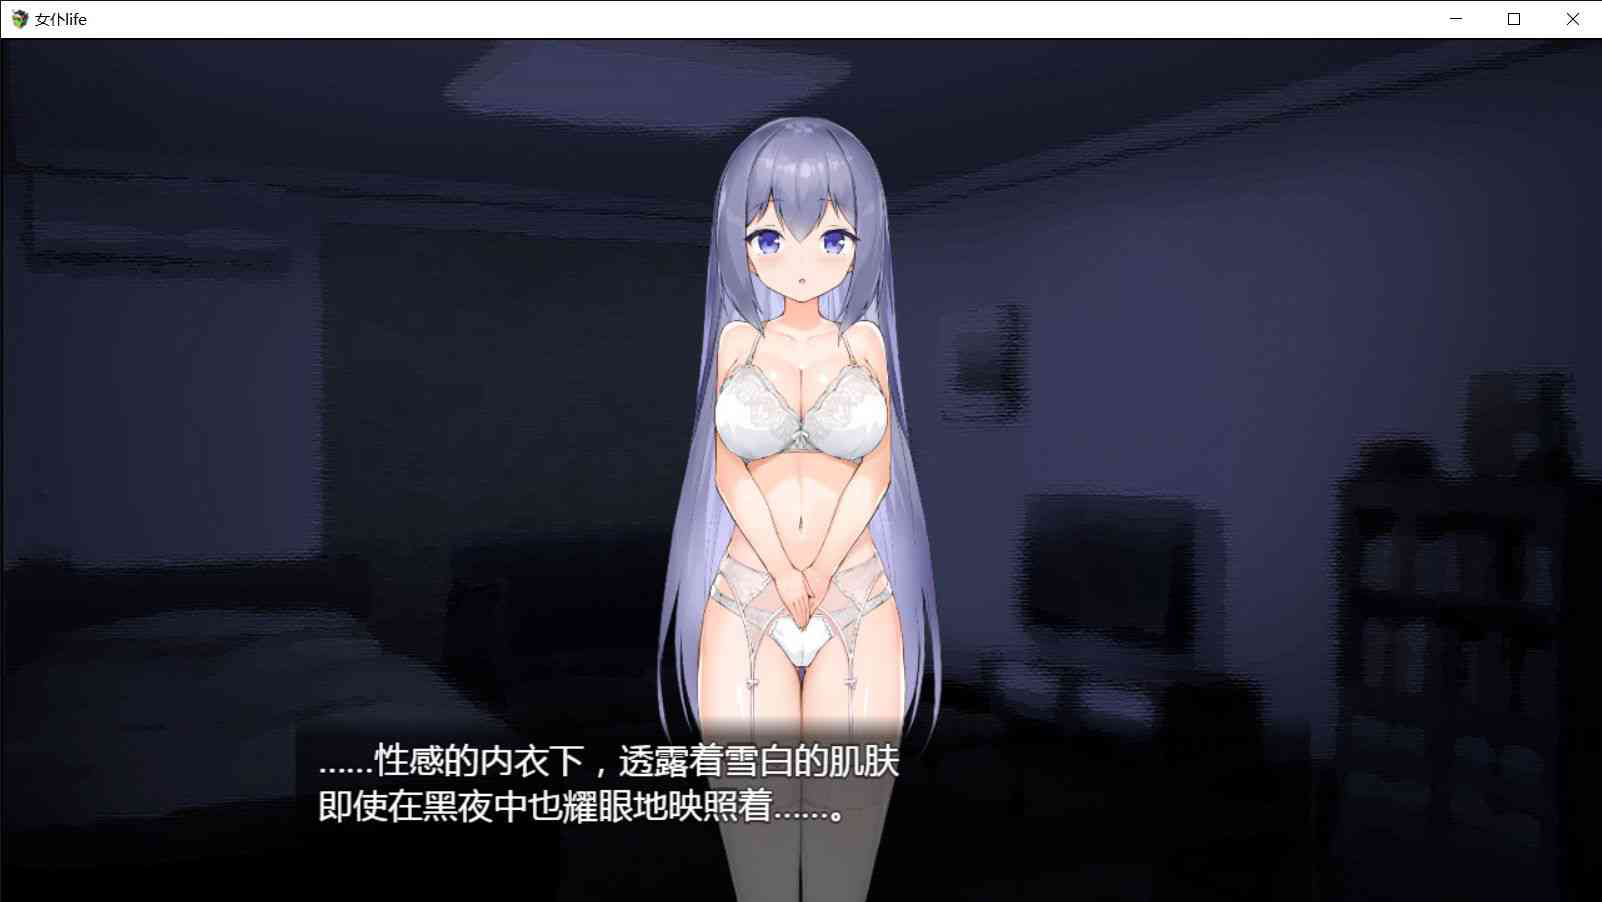 女仆life
......性感的内衣下，透露着雪白的肌肤
即使在黑夜中也耀眼地映照着......。